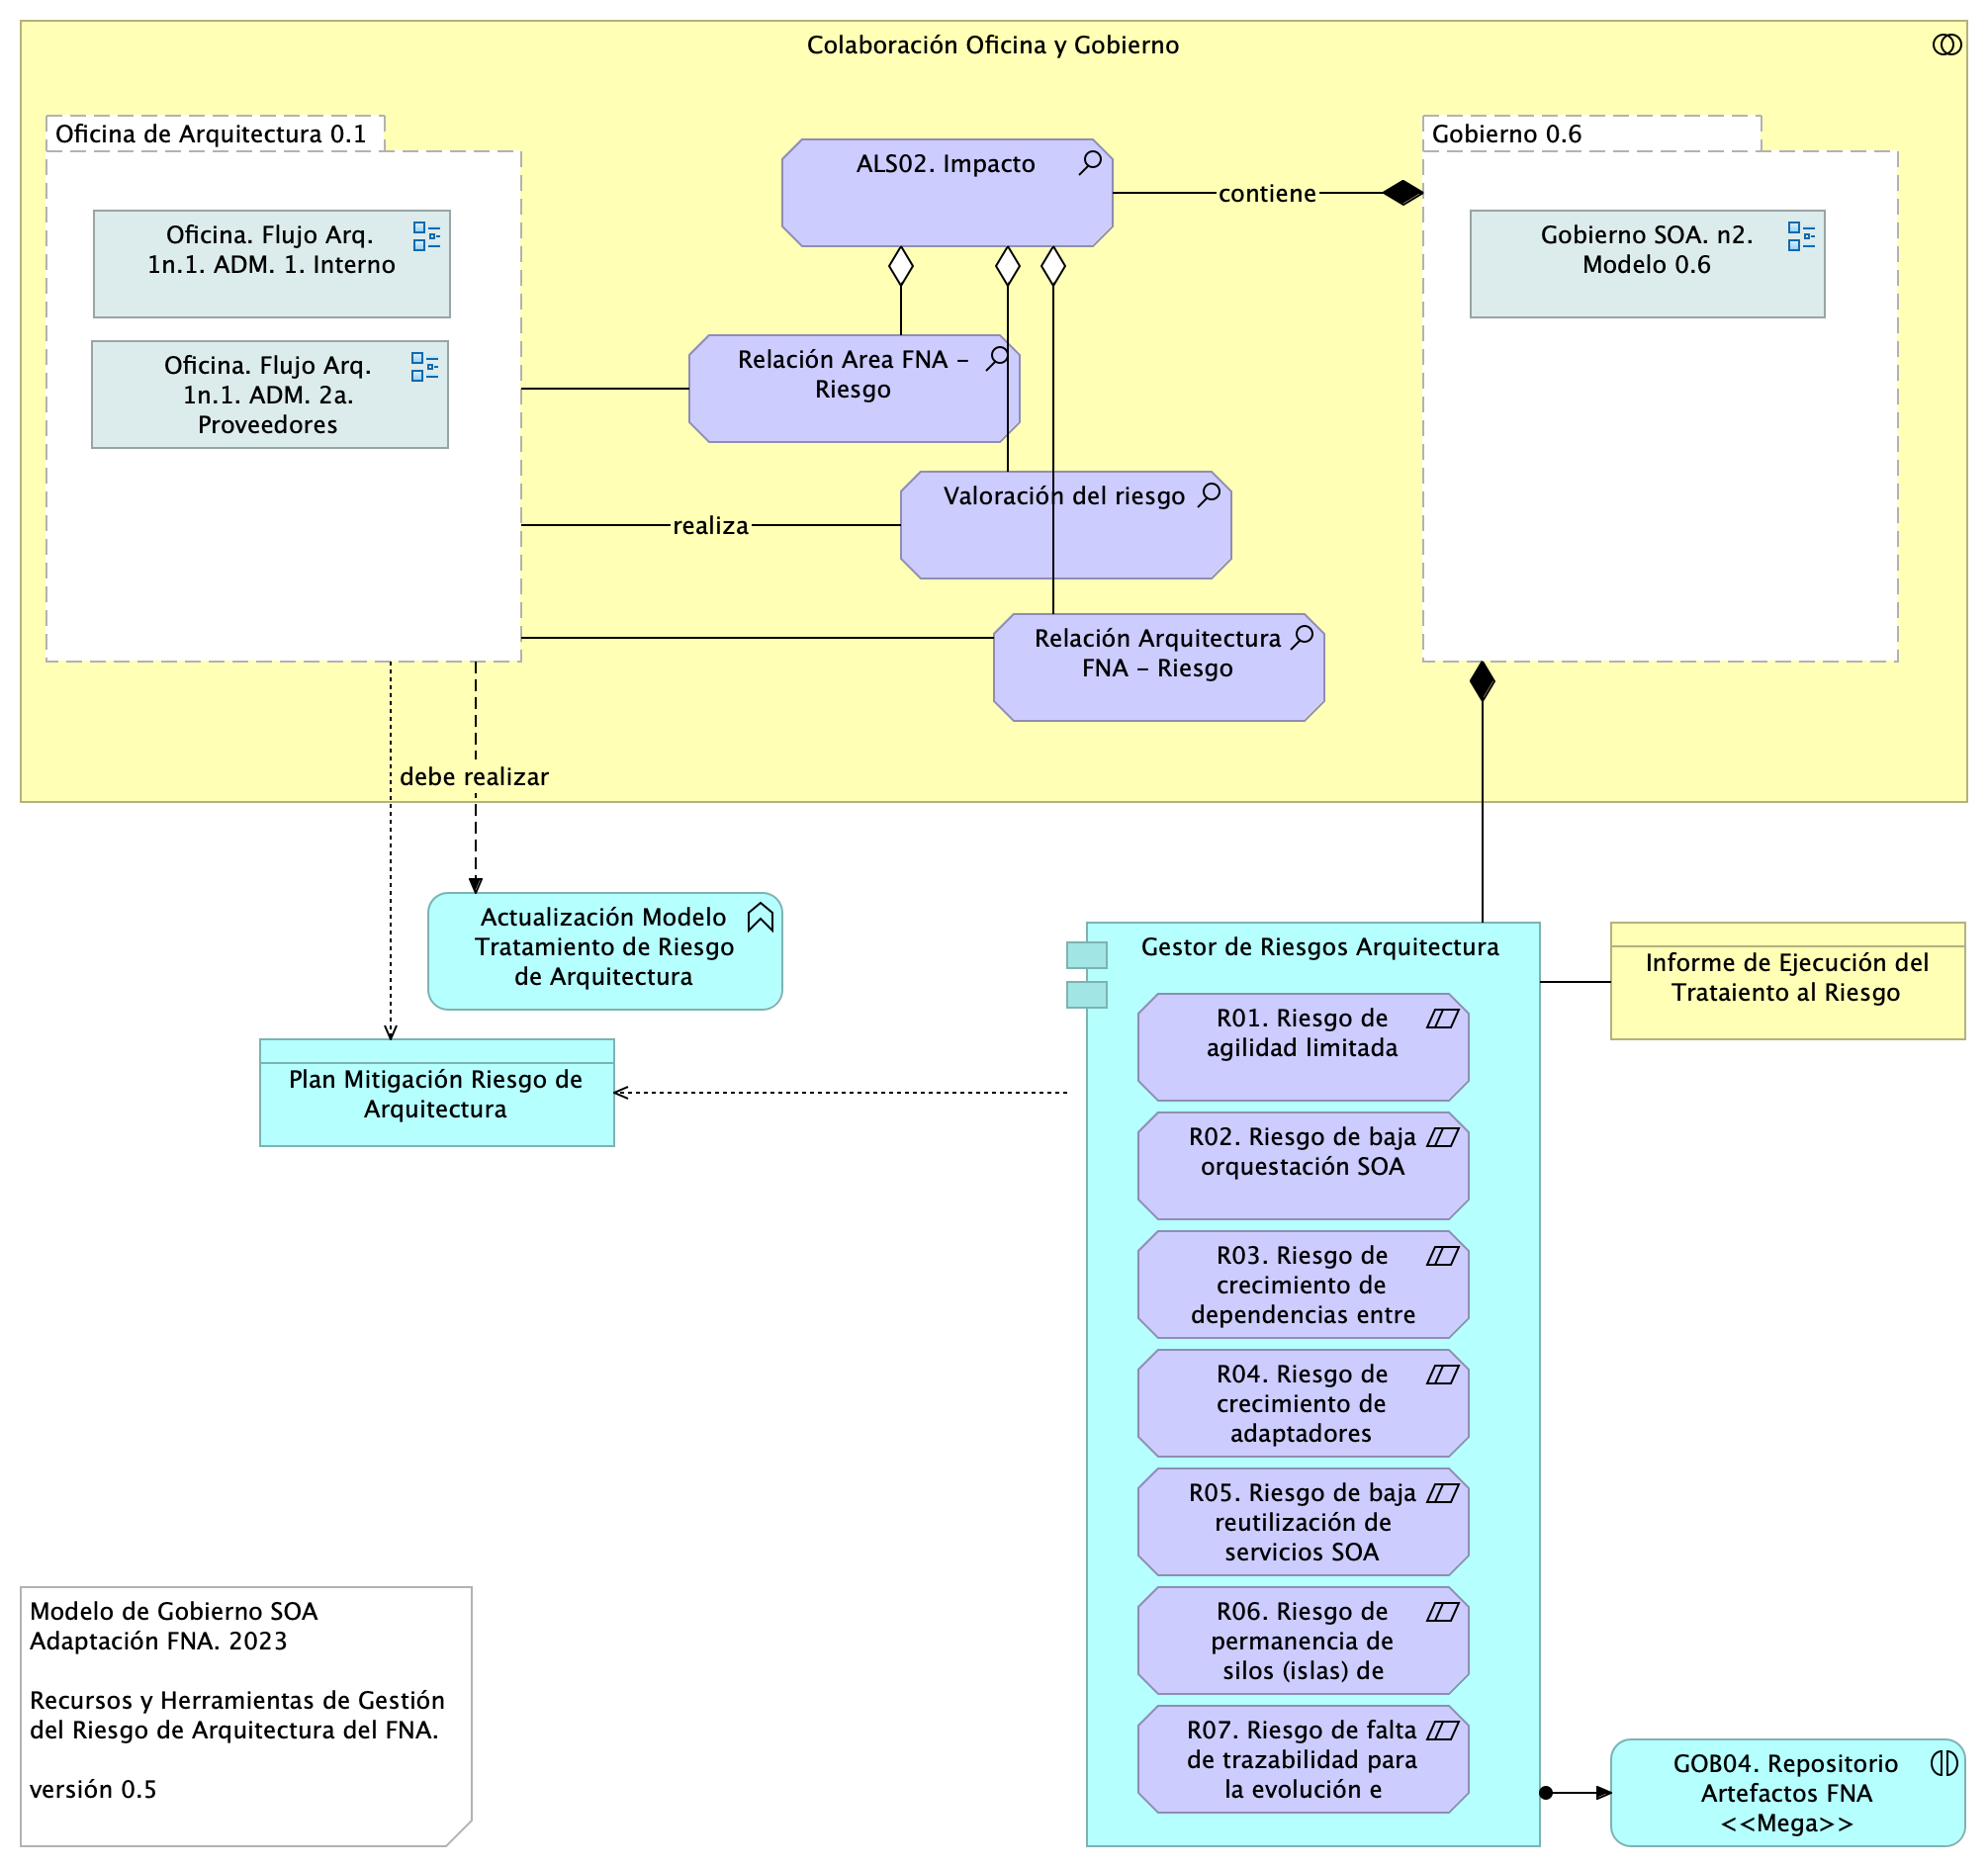 Colaboración Oficina y Gobierno
Oficina de Arquitectura 0.1
Oficina. Flujo Arq.
1n.1. ADM. 1. Interno
Oficina. Flujo Arq.
1n.1. ADM. 2a.
Proveedores
ALS02. Impacto
contiene
Gobierno 0.6
Gobierno SOA. n2.
Modelo 0.6
Relación Area FNA -
Riesgo
Valoración del riesgo
realiza
Relación Arquitectura
FNA - Riesgo
debe realizar
Actualización Modelo
Tratamiento de Riesgo
de Arquitectura
Plan Mitigación Riesgo de
Arquitectura
Gestor de Riesgos Arquitectura
Informe de Ejecución del
Trataiento al Riesgo
R01. Riesgo de
agilidad limitada
R02. Riesgo de baja
orquestación SOA
R03. Riesgo de
crecimiento de
dependencias entre
R04. Riesgo de
crecimiento de
adaptadores
R05. Riesgo de baja
reutilización de
servicios SOA
R06. Riesgo de
permanencia de
silos (islas) de
R07. Riesgo de falta
de trazabilidad para
la evolución e
GOB04. Repositorio
Artefactos FNA
<<Mega>>
Modelo de Gobierno SOA
Adaptación FNA. 2023
Recursos y Herramientas de Gestión
del Riesgo de Arquitectura del FNA.
versión 0.5